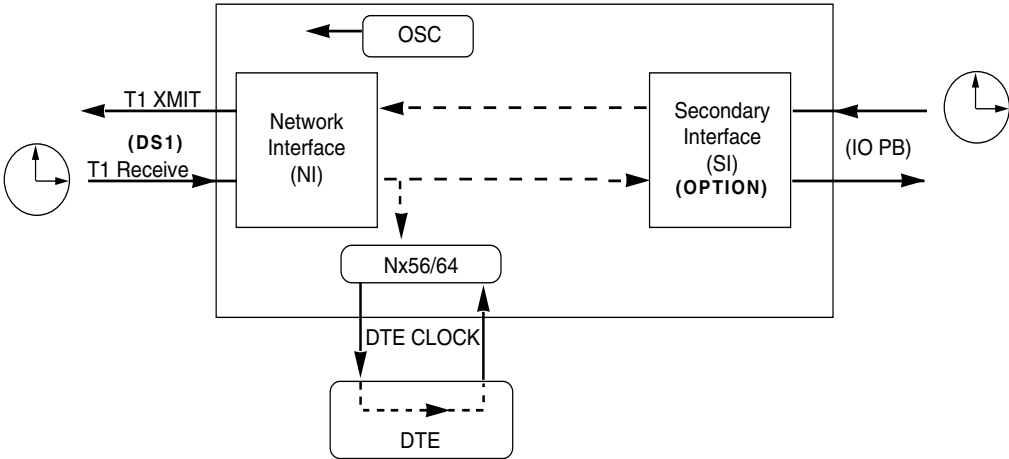 OSC
T1 XMIT
(DS1)
T1 Receive
Network
Interface
(NI)
Secondary
Interface
(SI)
(OPTION)
(IO PB)
Nx56/64
DTE CLOCK
DTE